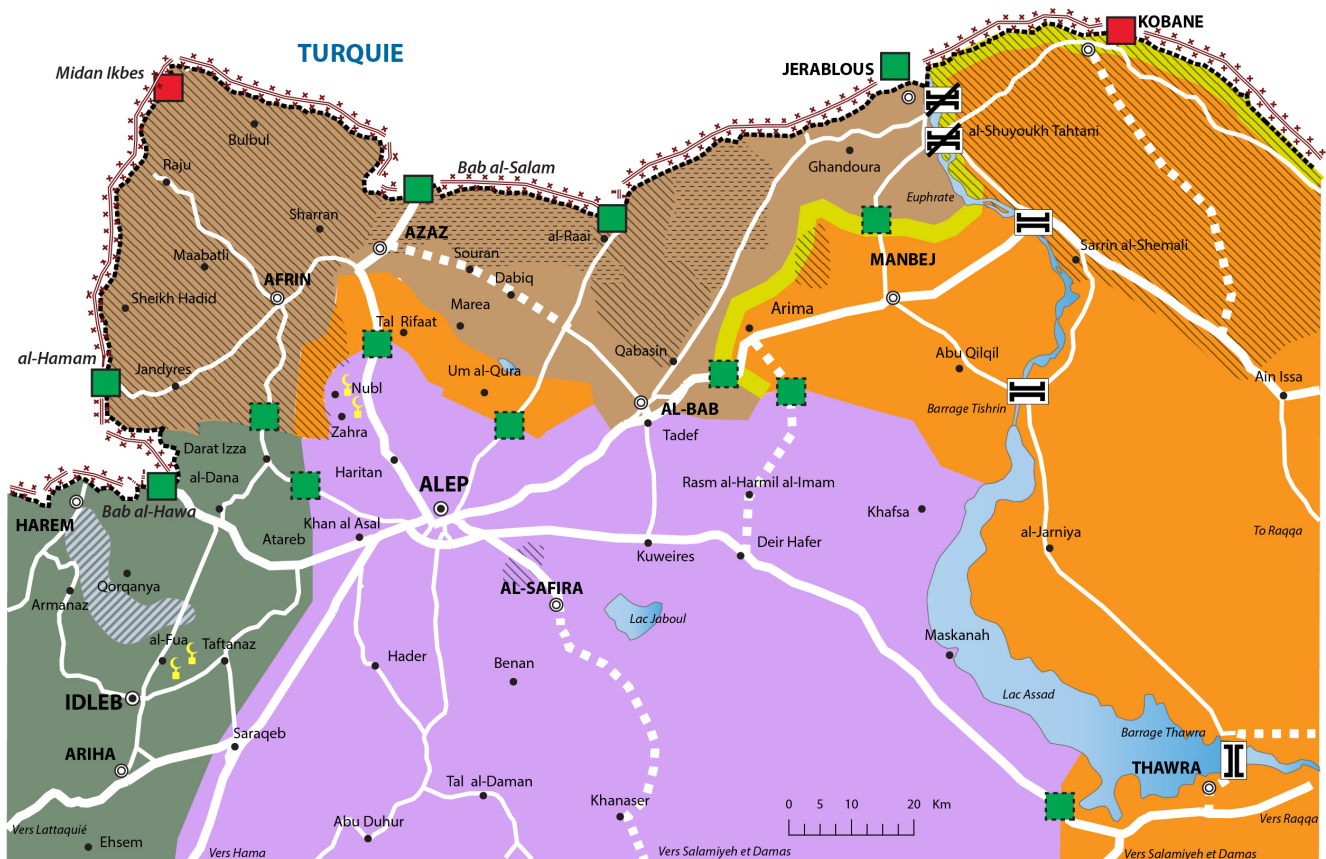 KOBANE
TURQUIE
Midan Ikbes
JERABLOUS
Bulbul
al-Shuyoukh Tahtani
Raju
Bab al-Salam
Ghandoura
Euphrate
Sharran
AZAZ
al-Raai
Sarrin al-Shemali
Maabatli
Souran
MANBEJ
AFRIN
Dabiq
Sheikh Hadid
Marea
Arima
Tal Rifaat
al-Hamam
Qabasin
Abu Qilqil
Jandyres
Um al-Qura
Ain Issa
Nubl
AL-BAB
Barrage Tishrin
Zahra
Tadef
Darat Izza
Haritan
al-Dana
ALEP
Rasm al-Harmil al-Imam
Bab al-Hawa
Khafsa
HAREM
Khan al Asal
To Raqqa
Atareb
al-Jarniya
Deir Hafer
Kuweires
Qorqanya
AL-SAFIRA
Armanaz
Lac Jaboul
al-Fua
Taftanaz
Maskanah
Hader
Benan
Lac Assad
IDLEB
Saraqeb
Barrage Thawra
ARIHA
THAWRA
Tal al-Daman
Khanaser
0 5 10 20 Km
Abu Duhur
Vers Raqqa
Vers Lattaquié
Ehsem
Vers Hama
Vers Salamiyeh et Damas
Vers Salamiyeh et Damas